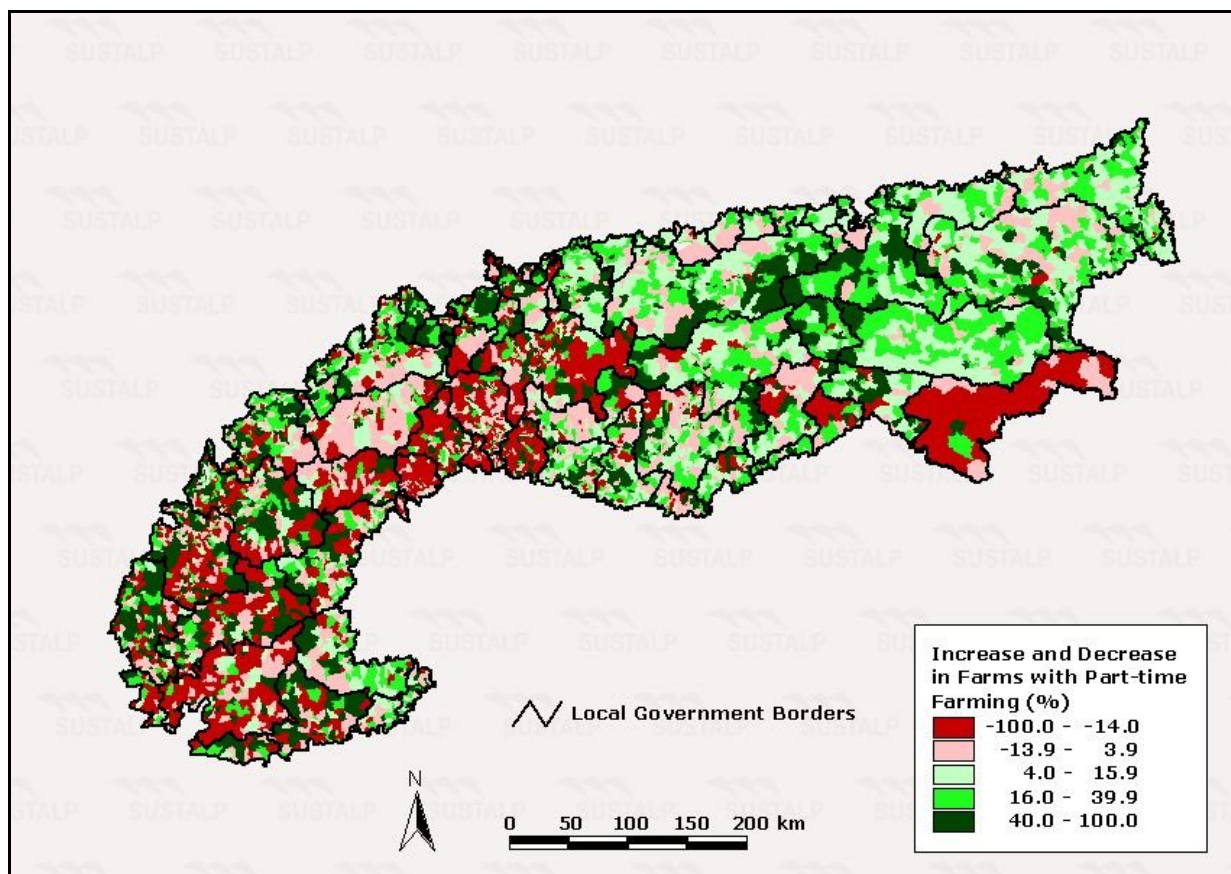 SUSTALP
Increase and Decrease
in Farms with Part-time
Farming (%)
-100.0 - -14.0
-13.9 - 3.9
4.0 - 15.9
16.0 - 39.9
40.0 - 100.0
Local Government Borders
N
0 50 100 150 200 km